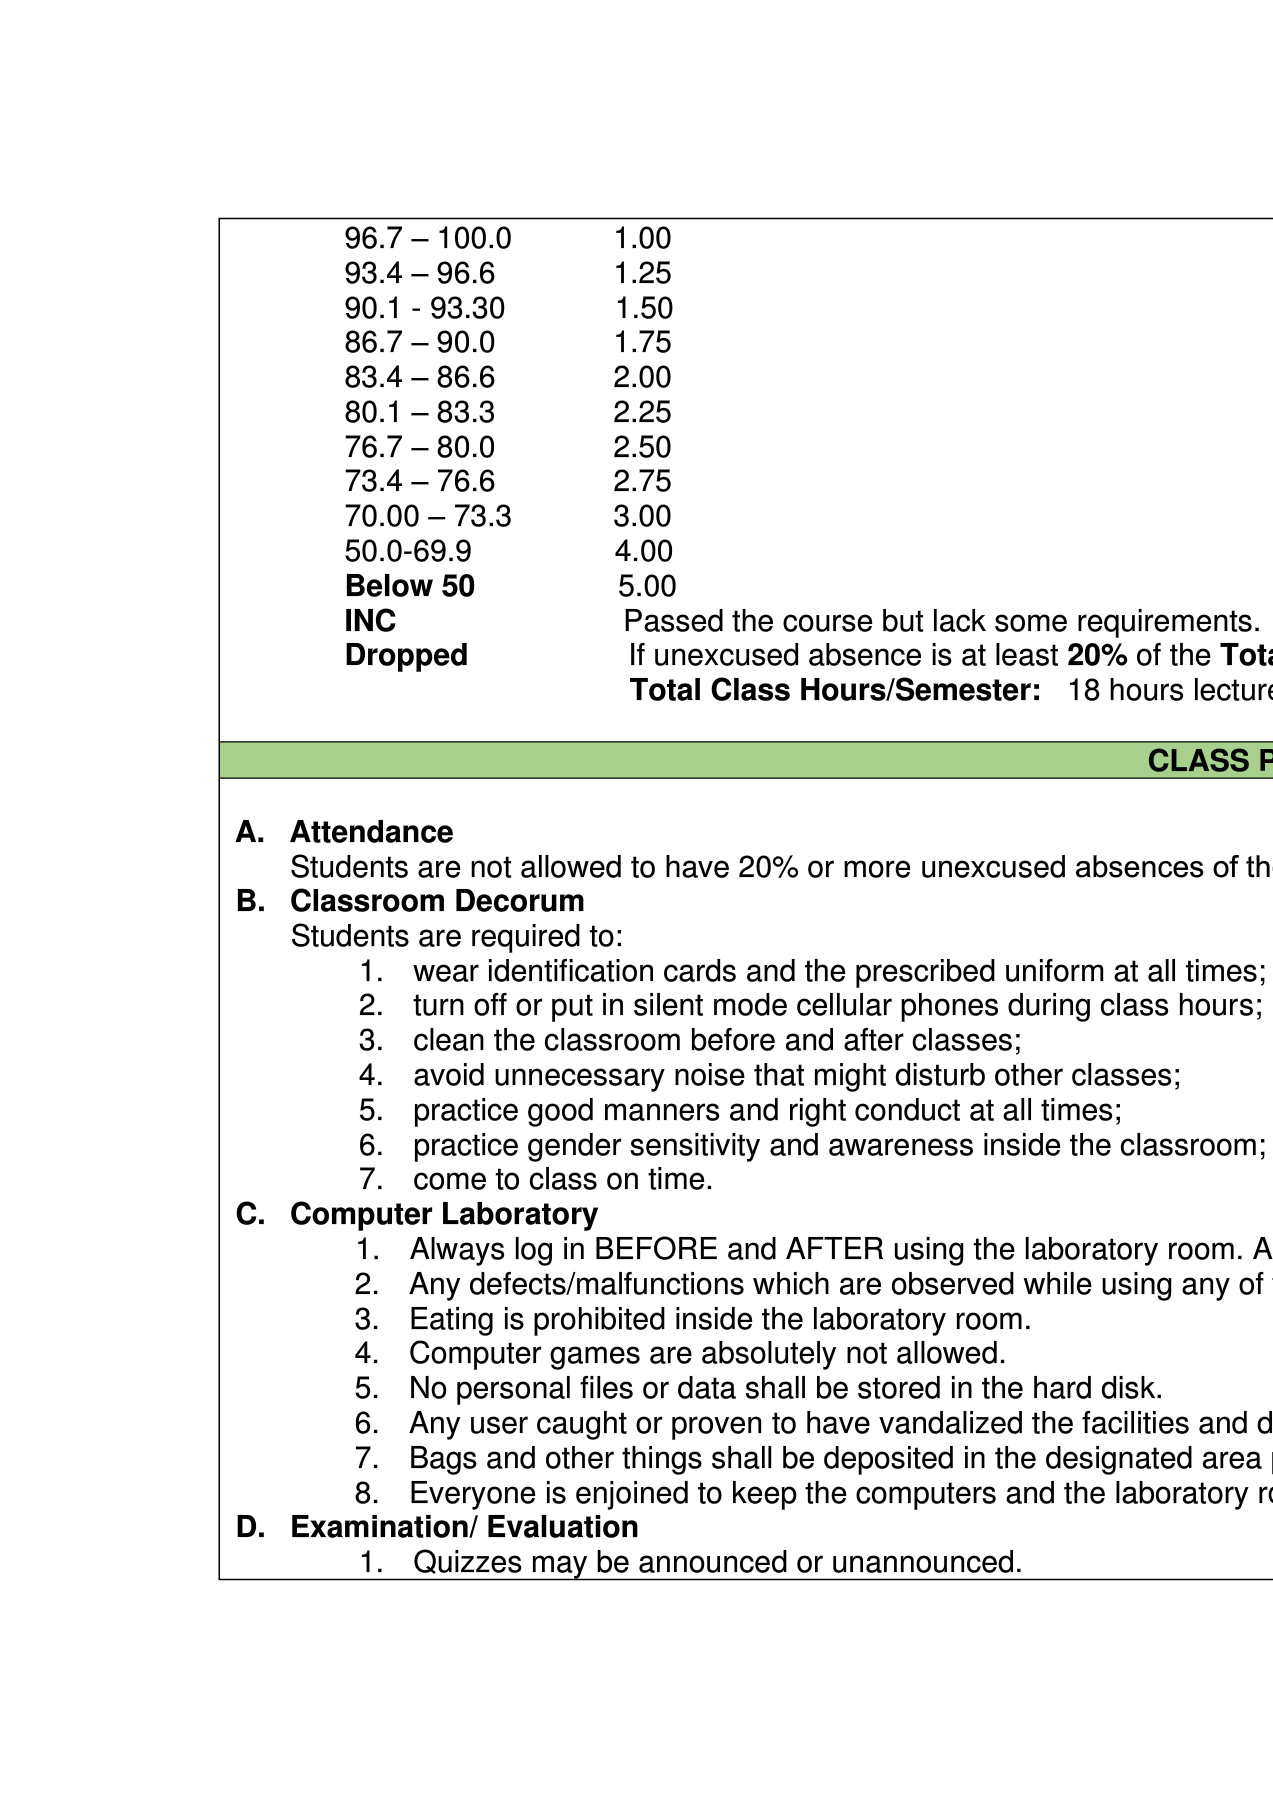 96.7 – 100.0 1.00
93.4 – 96.6 1.25
90.1 - 93.30 1.50
86.7 – 90.0 1.75
83.4 – 86.6 2.00
80.1 – 83.3 2.25
76.7 – 80.0 2.50
73.4 – 76.6 2.75
70.00 – 73.3 3.00
50.0-69.9 4.00
Below 50 5.00
INC Passed the course but lack some requirements.
Dropped If unexcused absence is at least 20% of the
Total Class Hours/Semester: 18 hours
CLASS
A. Attendance
Students are not allowed to have 20% or more unexcused absences of
B. Classroom Decorum
Students are required to:
1. wear identification cards and the prescribed uniform at all times;
2. turn off or put in silent mode cellular phones during class hours;
3. clean the classroom before and after classes;
4. avoid unnecessary noise that might disturb other classes;
5. practice good manners and right conduct at all times;
6. practice gender sensitivity and awareness inside the classroom;
7. come to class on time.
C. Computer Laboratory
1. Always log in BEFORE and AFTER using the laboratory room.
2. Any defects/malfunctions which are observed while using any of
3. Eating is prohibited inside the laboratory room.
4. Computer games are absolutely not allowed.
5. No personal files or data shall be stored in the hard disk.
6. Any user caught or proven to have vandalized the facilities and
7. Bags and other things shall be deposited in the designated area
8. Everyone is enjoined to keep the computers and the laboratory
D. Examination/ Evaluation
1. Quizzes may be announced or unannounced.